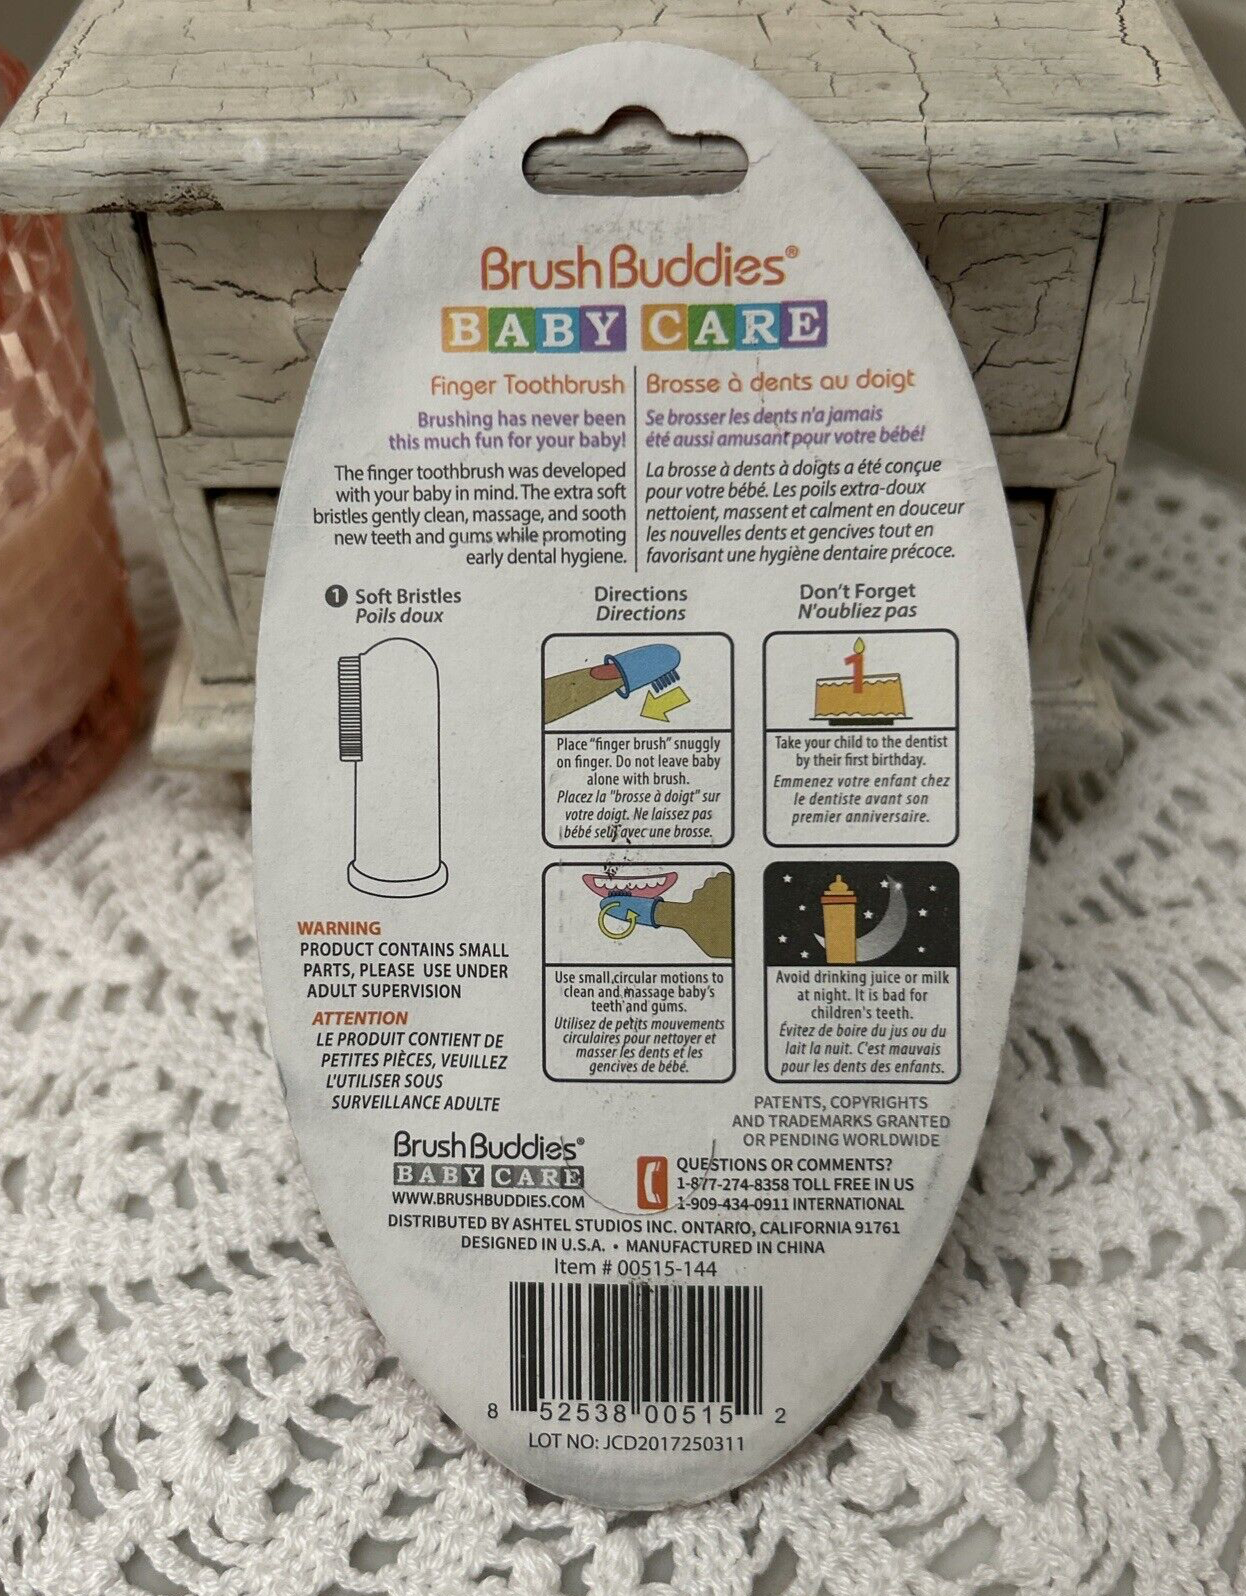 BrushBuddies®
BABY CARE
Finger Toothbrush
Brushing has never been
this much fun for your baby!
The finger toothbrush was developed
with your baby in mind. The extra soft
bristles gently clean, massage, and sooth
new teeth and gums while promoting
early dental hygiene.
Brosse à dents au doigt
Se brosser les dents n'a jamais
été aussi amusant pour votre bébé!
La brosse à dents à doigts a été conçue
pour votre bébé. Les poils extra-doux
nettoient, massent et calment en douceur
les nouvelles dents et gencives tout en
favorisant une hygiène dentaire précoce.
1 Soft Bristles
Poils doux
Directions
Directions
Don't Forget
N'oubliez pas
Place "finger brush" snuggly
on finger. Do not leave baby
alone with brush.
Placez la "brosse à doigt" sur
votre doigt. Ne laissez pas
bébé seul avec une brosse.
1
Take your child to the dentist
by their first birthday.
Emmenez votre enfant chez
le dentiste avant son
premier anniversaire.
Use small,circular motions to
clean and massage baby's
teeth and gums.
Utilisez de petits mouvements
circulaires pour nettoyer et
masser les dents et les
gencives de bébé.
Avoid drinking juice or milk
at night. It is bad for
children's teeth.
Évitez de boire du jus ou du
lait la nuit. C'est mauvais
pour les dents des enfants.
WARNING
PRODUCT CONTAINS SMALL
PARTS, PLEASE USE UNDER
ADULT SUPERVISION
ATTENTION
LE PRODUIT CONTIENT DE
PETITES PIÈCES, VEUILLEZ
L'UTILISER SOUS
SURVEILLANCE ADULTE
PATENTS, COPYRIGHTS
AND TRADEMARKS GRANTED
OR PENDING WORLDWIDE
BrushBuddies®
BABY CARE
WWW.BRUSHBUDDIES.COM
QUESTIONS OR COMMENTS?
1-877-274-8358 TOLL FREE IN US
1-909-434-0911 INTERNATIONAL
DISTRIBUTED BY ASHTEL STUDIOS INC. ONTARIO, CALIFORNIA 91761
DESIGNED IN U.S.A. • MANUFACTURED IN CHINA
Item # 00515-144
8 52538 00515 2
LOT NO: JCD2017250311